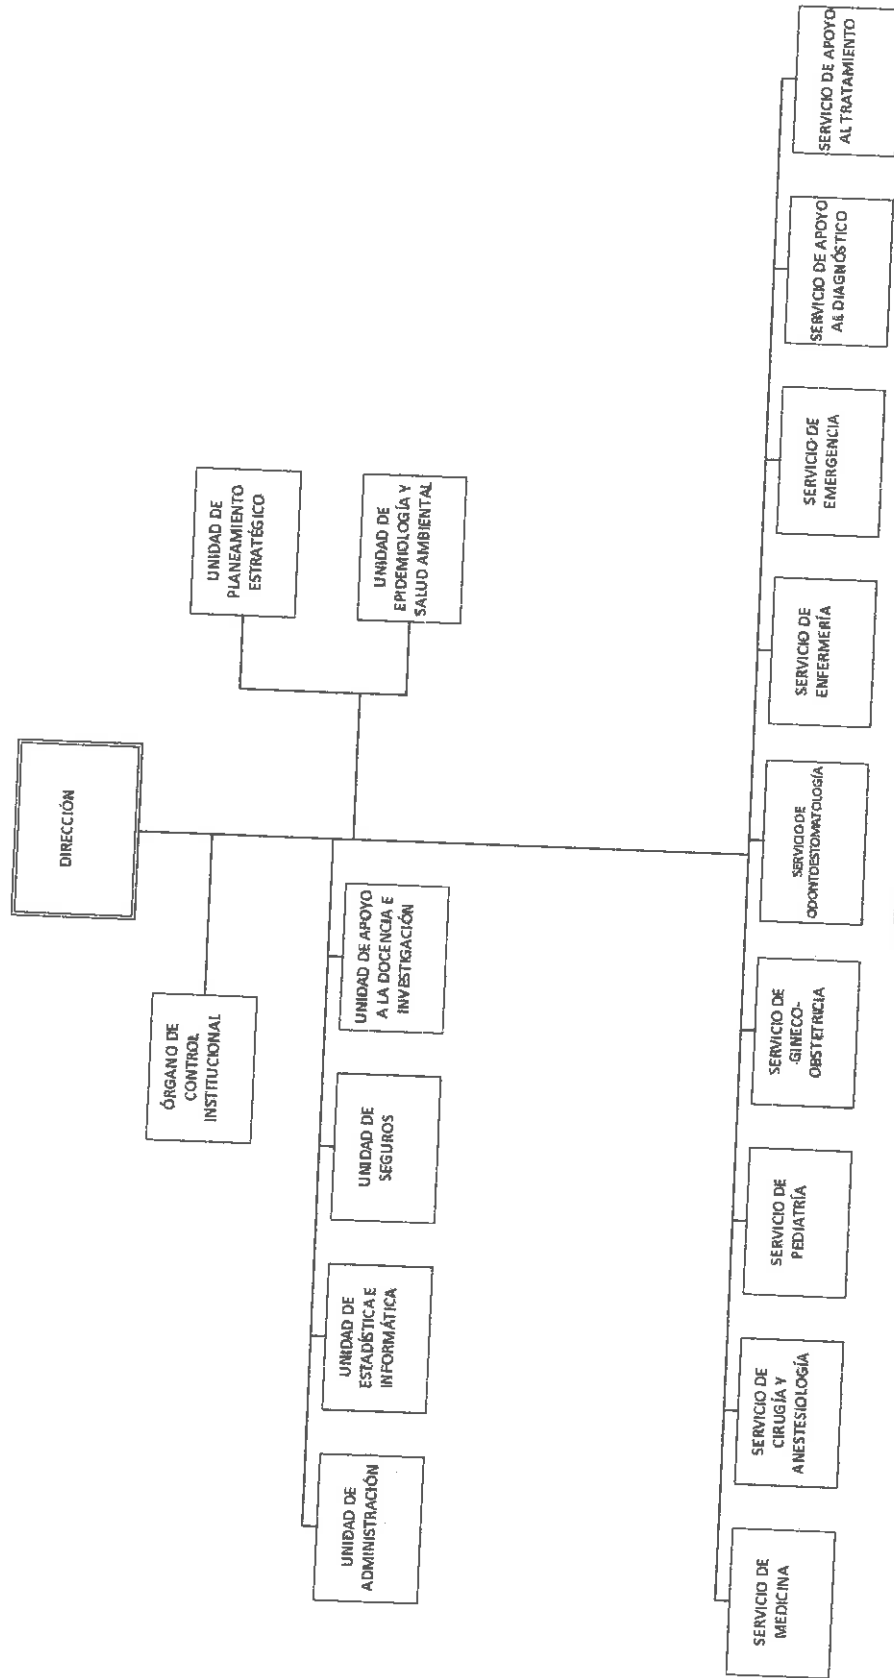 DIRECCIÓN
ÓRGANO DE
CONTROL
INSTITUCIONAL
UNIDAD DE
PLANEAMIENTO
ESTRATÉGICO
UNIDAD DE
EPIDEMIOLOGÍA Y
SALUD AMBIENTAL
UNIDAD DE
ADMINISTRACIÓN
UNIDAD DE
ESTADÍSTICA E
INFORMÁTICA
UNIDAD DE
SEGUROS
UNIDAD DE APOYO
A LA DOCENCIA E
INVESTIGACIÓN
SERVICIO DE
MEDICINA
SERVICIO DE
CIRUGÍA Y
ANESTESIOLOGÍA
SERVICIO DE
PEDIATRÍA
SERVICIO DE
GINECO-
OBSTETRICIA
SERVICIO DE
ODONTOESTOMATOLOGÍA
SERVICIO DE
ENFERMERÍA
SERVICIO DE
EMERGENCIA
SERVICIO DE APOYO
AL DIAGNÓSTICO
SERVICIO DE APOYO
AL TRATAMIENTO